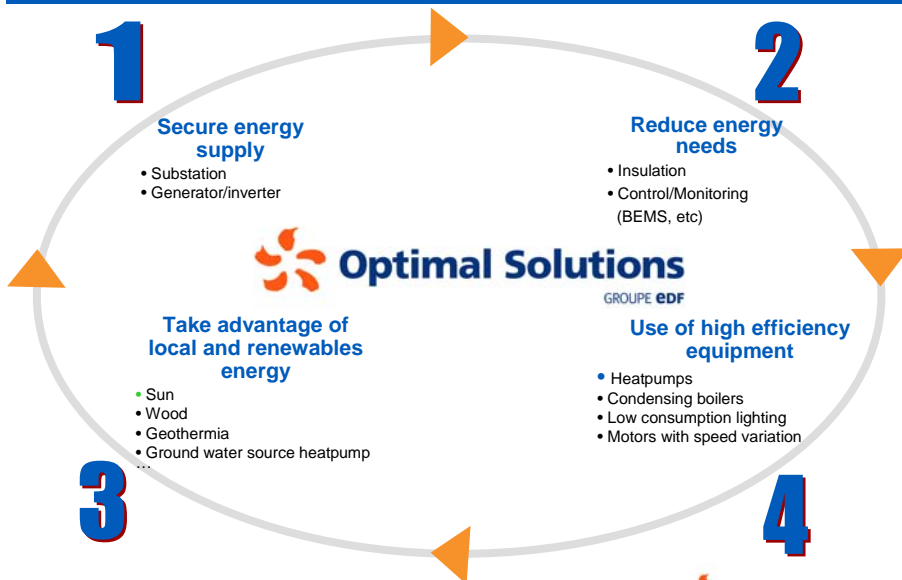 1
Secure energy
supply
• Substation
• Generator/inverter
2
Reduce energy
needs
• Insulation
• Control/Monitoring
(BEMS, etc)
Optimal Solutions
GROUPE eDF
Take advantage of
local and renewables
energy
• Sun
• Wood
• Geothermia
• Ground water source heatpump
...
3
Use of high efficiency
equipment
• Heatpumps
• Condensing boilers
• Low consumption lighting
• Motors with speed variation
4